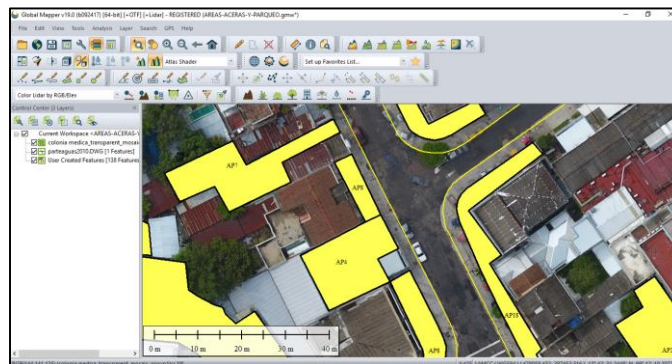 Global Mapper v19.0 (b092417) [64-bit] [+OTF] [+Lidar] - REGISTERED (AREAS-ACERAS-Y-PARQUEO.gmw*)
File Edit View Tools Analysis Layer Search GPS Help
Atlas Shader
Set up Favorites List...
Color Lidar by RGB/Elev
Control Center (3 Layers)
Current Workspace <AREAS-ACERAS-Y
colonia medica_transparent_mosaic
parteaguas2010.DWG [1 Features]
User Created Features [138 Features
AP7
AP8
AP4
AP8
0 m
10 m
20 m
30 m
40 m